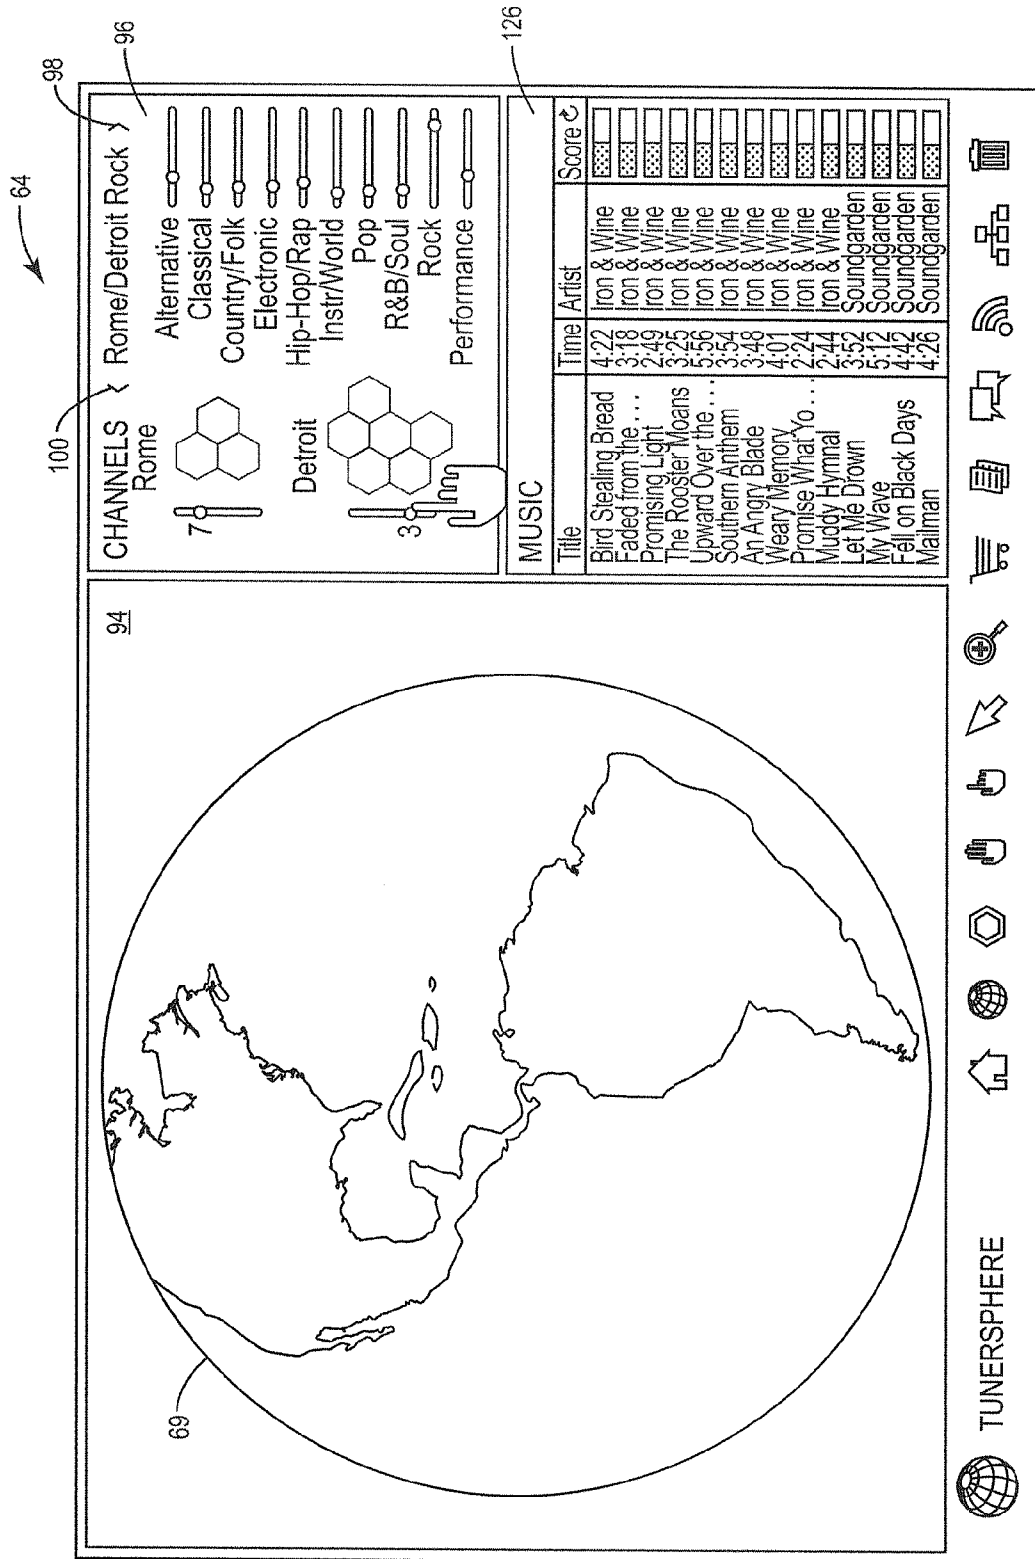 64
CHANNELS
‹ Rome/Detroit Rock ›
100
98
96
Rome
7
Detroit
3
Alternative
Classical
Country/Folk
Electronic
Hip-Hop/Rap
Instr/World
Pop
R&B/Soul
Rock
Performance
126
MUSIC
Title Time Artist Score
Bird Stealing Bread 4:22 Iron & Wine
Faded from the .... 3:18 Iron & Wine
Promising Light 2:49 Iron & Wine
The Rooster Moans 3:25 Iron & Wine
Upward Over the ... 5:56 Iron & Wine
Southern Anthem 3:54 Iron & Wine
An Angry Blade 3:48 Iron & Wine
Weary Memory 4:01 Iron & Wine
Promise What Yo... 2:24 Iron & Wine
Muddy Hymnal 2:44 Iron & Wine
Let Me Drown 3:52 Soundgarden
My Wave 5:12 Soundgarden
Fell on Black Days 4:42 Soundgarden
Mailman 4:26 Soundgarden
94
69
TUNERSPHERE